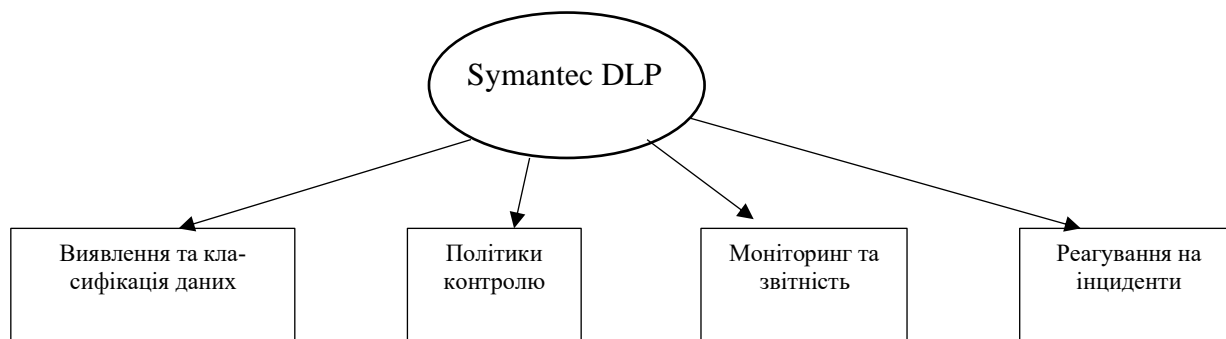 Symantec DLP
Виявлення та кла-
сифікація даних
Політики
контролю
Моніторинг та
звітність
Реагування на
інциденти